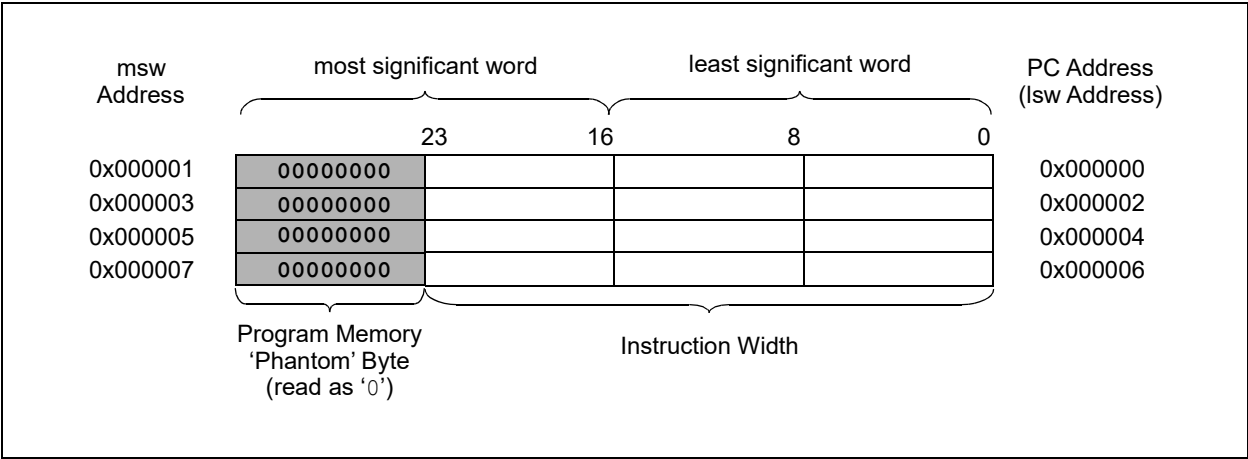 msw
Address
most significant word
least significant word
PC Address
(lsw Address)
23 16 8 0
0x000001 00000000 0x000000
0x000003 00000000 0x000002
0x000005 00000000 0x000004
0x000007 00000000 0x000006
Program Memory
‘Phantom’ Byte
(read as ‘0’)
Instruction Width